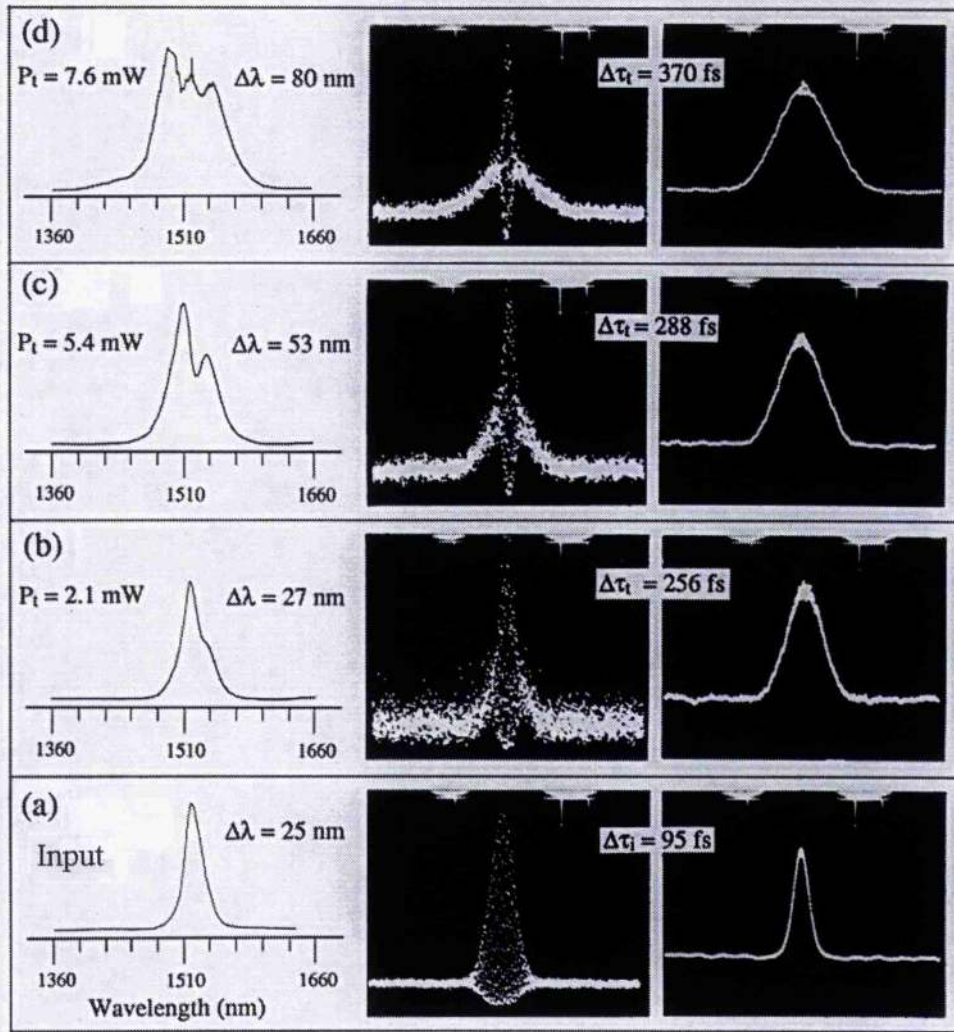 (d)
P_t = 7.6 mW Δλ = 80 nm
Δτ_t = 370 fs
1360 1510 1660
(c)
P_t = 5.4 mW Δλ = 53 nm
Δτ_t = 288 fs
1360 1510 1660
(b)
P_t = 2.1 mW Δλ = 27 nm
Δτ_t = 256 fs
1360 1510 1660
(a)
Input Δλ = 25 nm
Δτ_i = 95 fs
1360 1510 1660
Wavelength (nm)